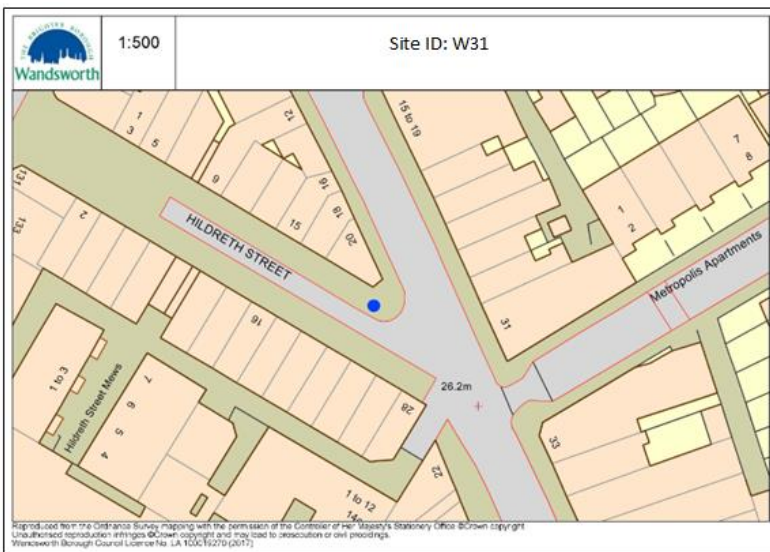 THE BRIGHTER BOROUGH
Wandsworth
1:500
Site ID: W31
1
3
5
12
15 to 19
7
8
131
133
2
9
16
18
20
15
HILDRETH STREET
1
2
Metropolis Apartments
31
16
26.2m
1 to 3
Hildreth Street Mews
7
6
5
4
28
22
33
1 to 12
Reproduced from the Ordnance Survey mapping with the permission of the Controller of Her Majesty's Stationery Office ©Crown copyright
Unauthorised reproduction infringes ©Crown copyright and may lead to prosecution or civil proceedings.
Wandsworth Borough Council Licence No. LA 100019270 (2017)